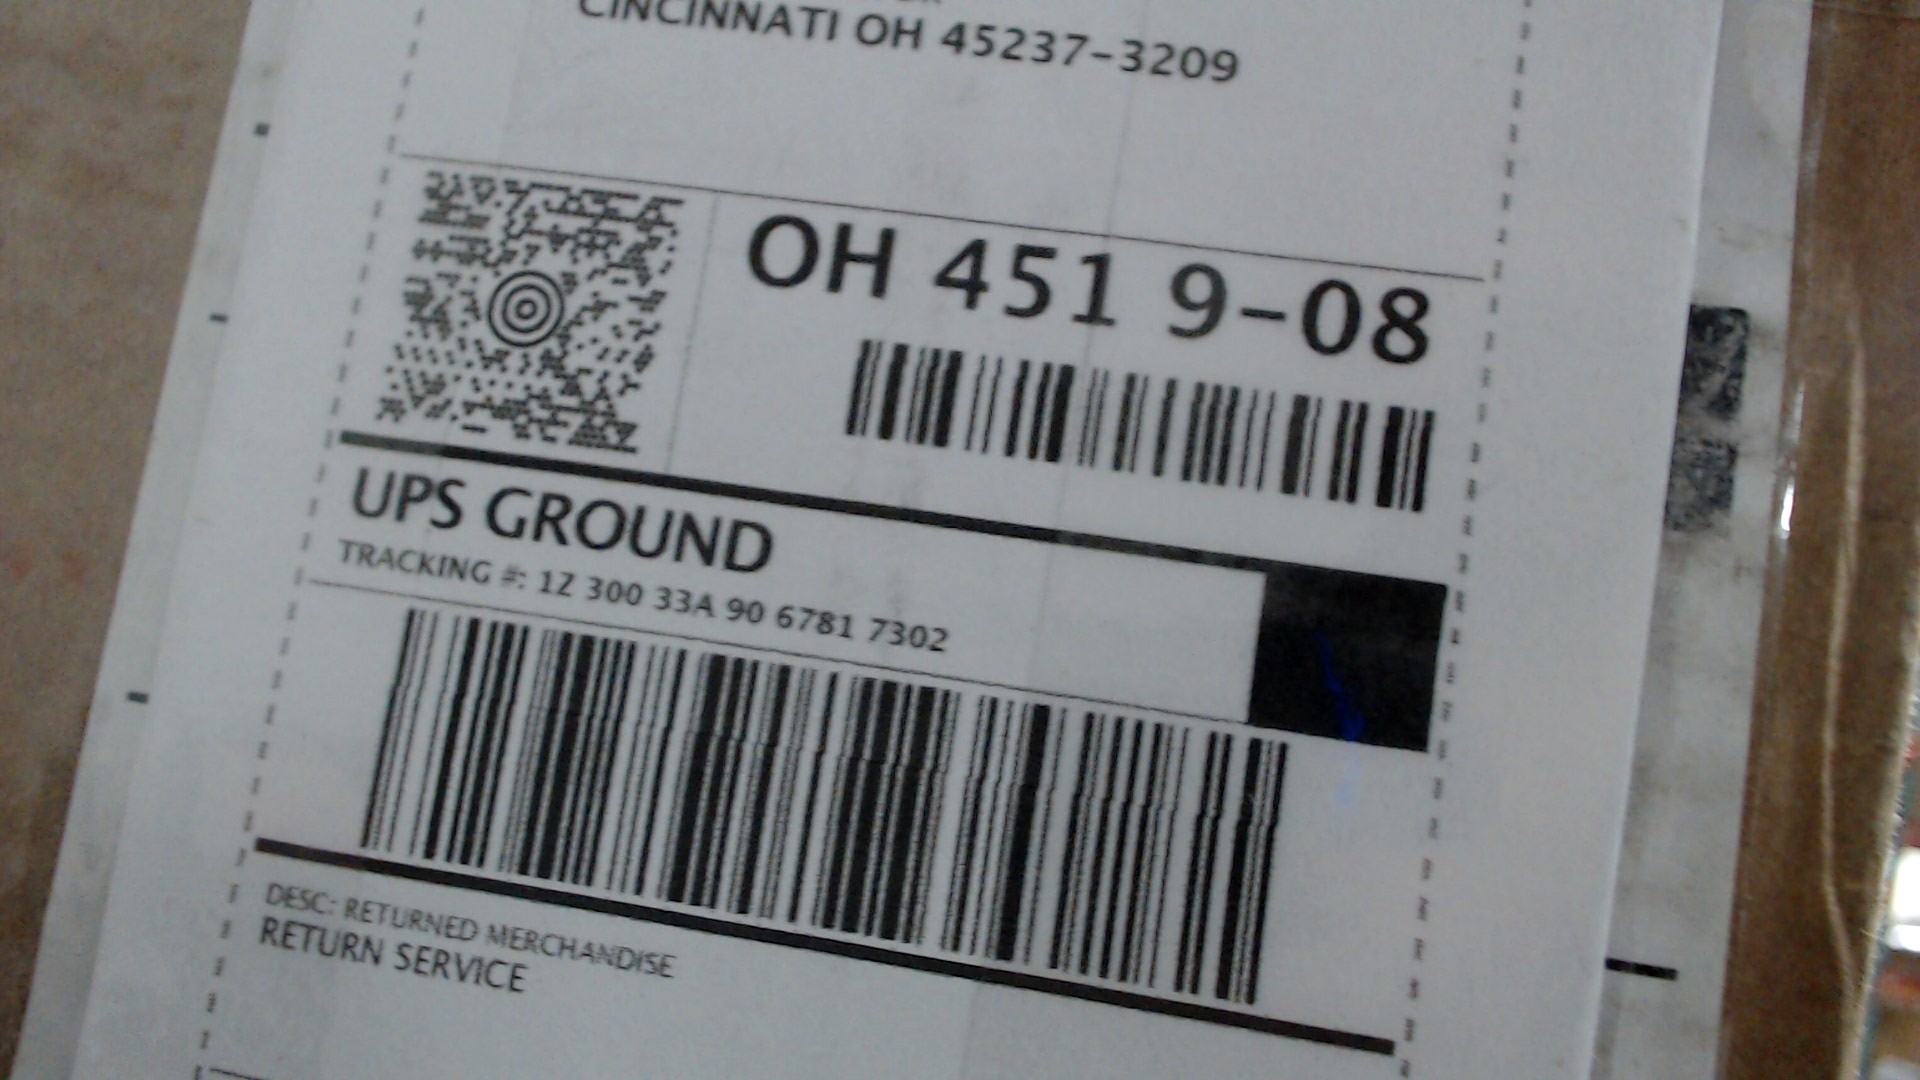 CINCINNATI OH 45237-3209
OH 451 9-08
UPS GROUND
TRACKING #: 1Z 300 33A 90 6781 7302
DESC: RETURNED MERCHANDISE
RETURN SERVICE